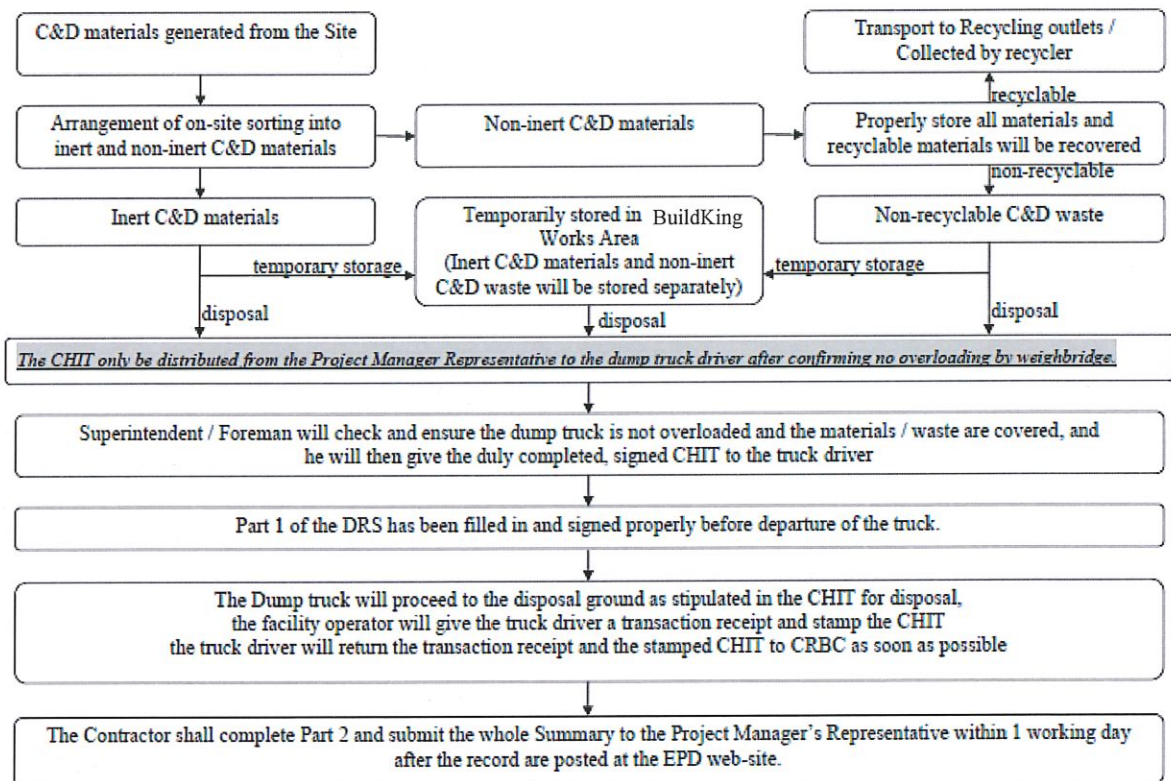 C&D materials generated from the Site
Transport to Recycling outlets /
Collected by recycler
recyclable
Arrangement of on-site sorting into
inert and non-inert C&D materials
Non-inert C&D materials
Properly store all materials and
recyclable materials will be recovered
non-recyclable
Inert C&D materials
Temporarily stored in BuildKing
Works Area
(Inert C&D materials and non-inert
C&D waste will be stored separately)
Non-recyclable C&D waste
temporary storage
temporary storage
disposal
disposal
disposal
The CHIT only be distributed from the Project Manager Representative to the dump truck driver after confirming no overloading by weighbridge.
Superintendent / Foreman will check and ensure the dump truck is not overloaded and the materials / waste are covered, and
he will then give the duly completed, signed CHIT to the truck driver
Part 1 of the DRS has been filled in and signed properly before departure of the truck.
The Dump truck will proceed to the disposal ground as stipulated in the CHIT for disposal,
the facility operator will give the truck driver a transaction receipt and stamp the CHIT
the truck driver will return the transaction receipt and the stamped CHIT to CRBC as soon as possible
The Contractor shall complete Part 2 and submit the whole Summary to the Project Manager's Representative within 1 working day
after the record are posted at the EPD web-site.